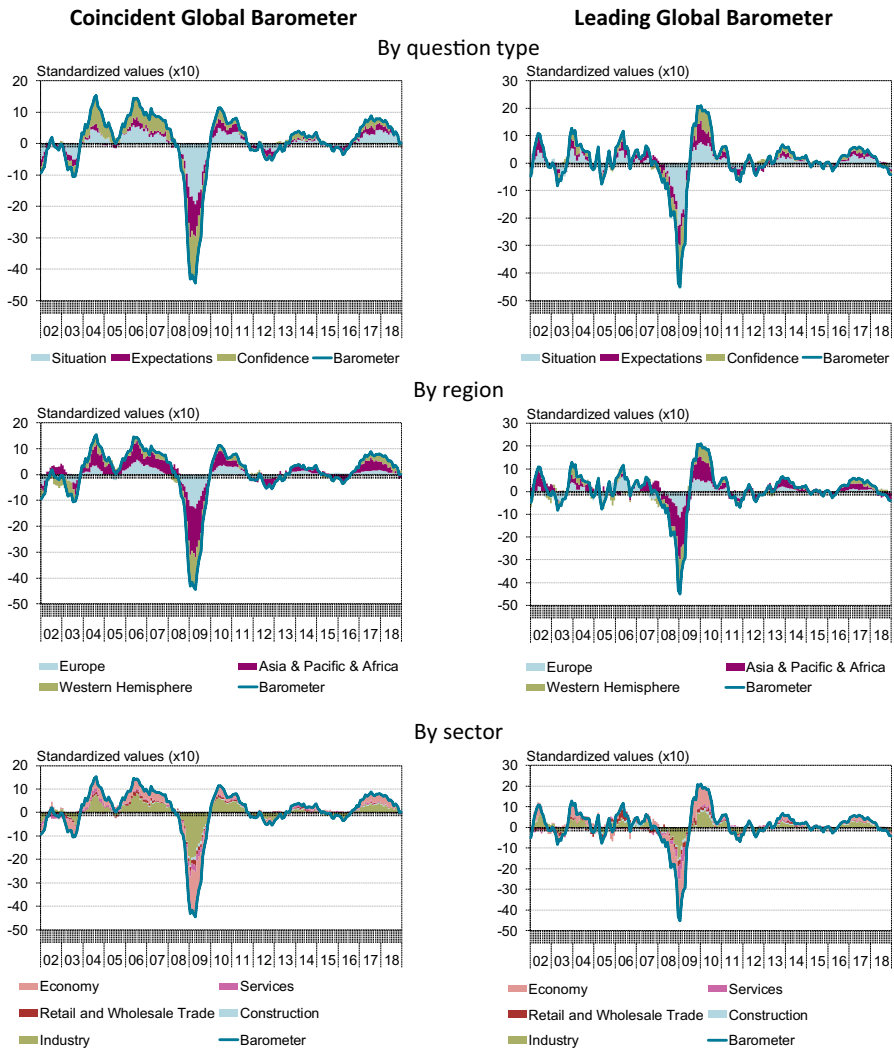 Coincident Global Barometer
Leading Global Barometer
By question type
Standardized values (x10)
20
10
0
-10
-20
-30
-40
-50
02 03 04 05 06 07 08 09 10 11 12 13 14 15 16 17 18
Situation Expectations Confidence Barometer
Standardized values (x10)
30
20
10
0
-10
-20
-30
-40
-50
02 03 04 05 06 07 08 09 10 11 12 13 14 15 16 17 18
Situation Expectations Confidence Barometer
By region
Standardized values (x10)
20
10
0
-10
-20
-30
-40
-50
02 03 04 05 06 07 08 09 10 11 12 13 14 15 16 17 18
Europe Asia & Pacific & Africa
Western Hemisphere Barometer
Standardized values (x10)
30
20
10
0
-10
-20
-30
-40
-50
02 03 04 05 06 07 08 09 10 11 12 13 14 15 16 17 18
Europe Asia & Pacific & Africa
Western Hemisphere Barometer
By sector
Standardized values (x10)
20
10
0
-10
-20
-30
-40
-50
02 03 04 05 06 07 08 09 10 11 12 13 14 15 16 17 18
Economy Services
Retail and Wholesale Trade Construction
Industry Barometer
Standardized values (x10)
30
20
10
0
-10
-20
-30
-40
-50
02 03 04 05 06 07 08 09 10 11 12 13 14 15 16 17 18
Economy Services
Retail and Wholesale Trade Construction
Industry Barometer